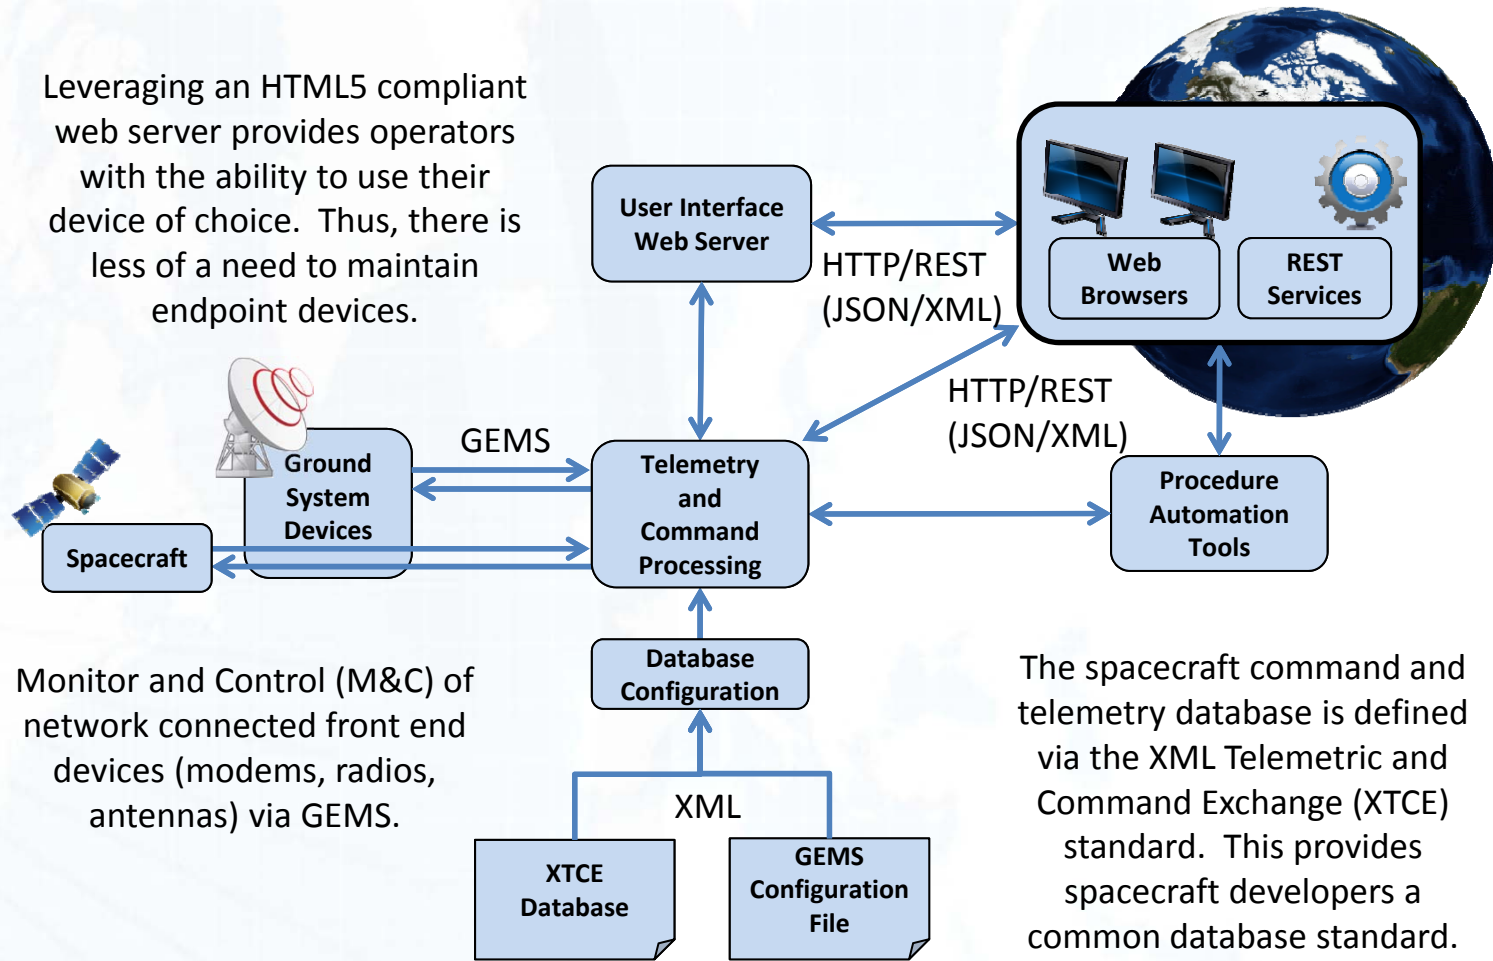 Leveraging an HTML5 compliant
web server provides operators
with the ability to use their
device of choice.  Thus, there is
less of a need to maintain
endpoint devices.
User Interface
Web Server
HTTP/REST
(JSON/XML)
Web
Browsers
REST
Services
HTTP/REST
(JSON/XML)
GEMS
Ground
System
Devices
Spacecraft
Telemetry
and
Command
Processing
Procedure
Automation
Tools
Database
Configuration
Monitor and Control (M&C) of
network connected front end
devices (modems, radios,
antennas) via GEMS.
XML
XTCE
Database
GEMS
Configuration
File
The spacecraft command and
telemetry database is defined
via the XML Telemetric and
Command Exchange (XTCE)
standard.  This provides
spacecraft developers a
common database standard.